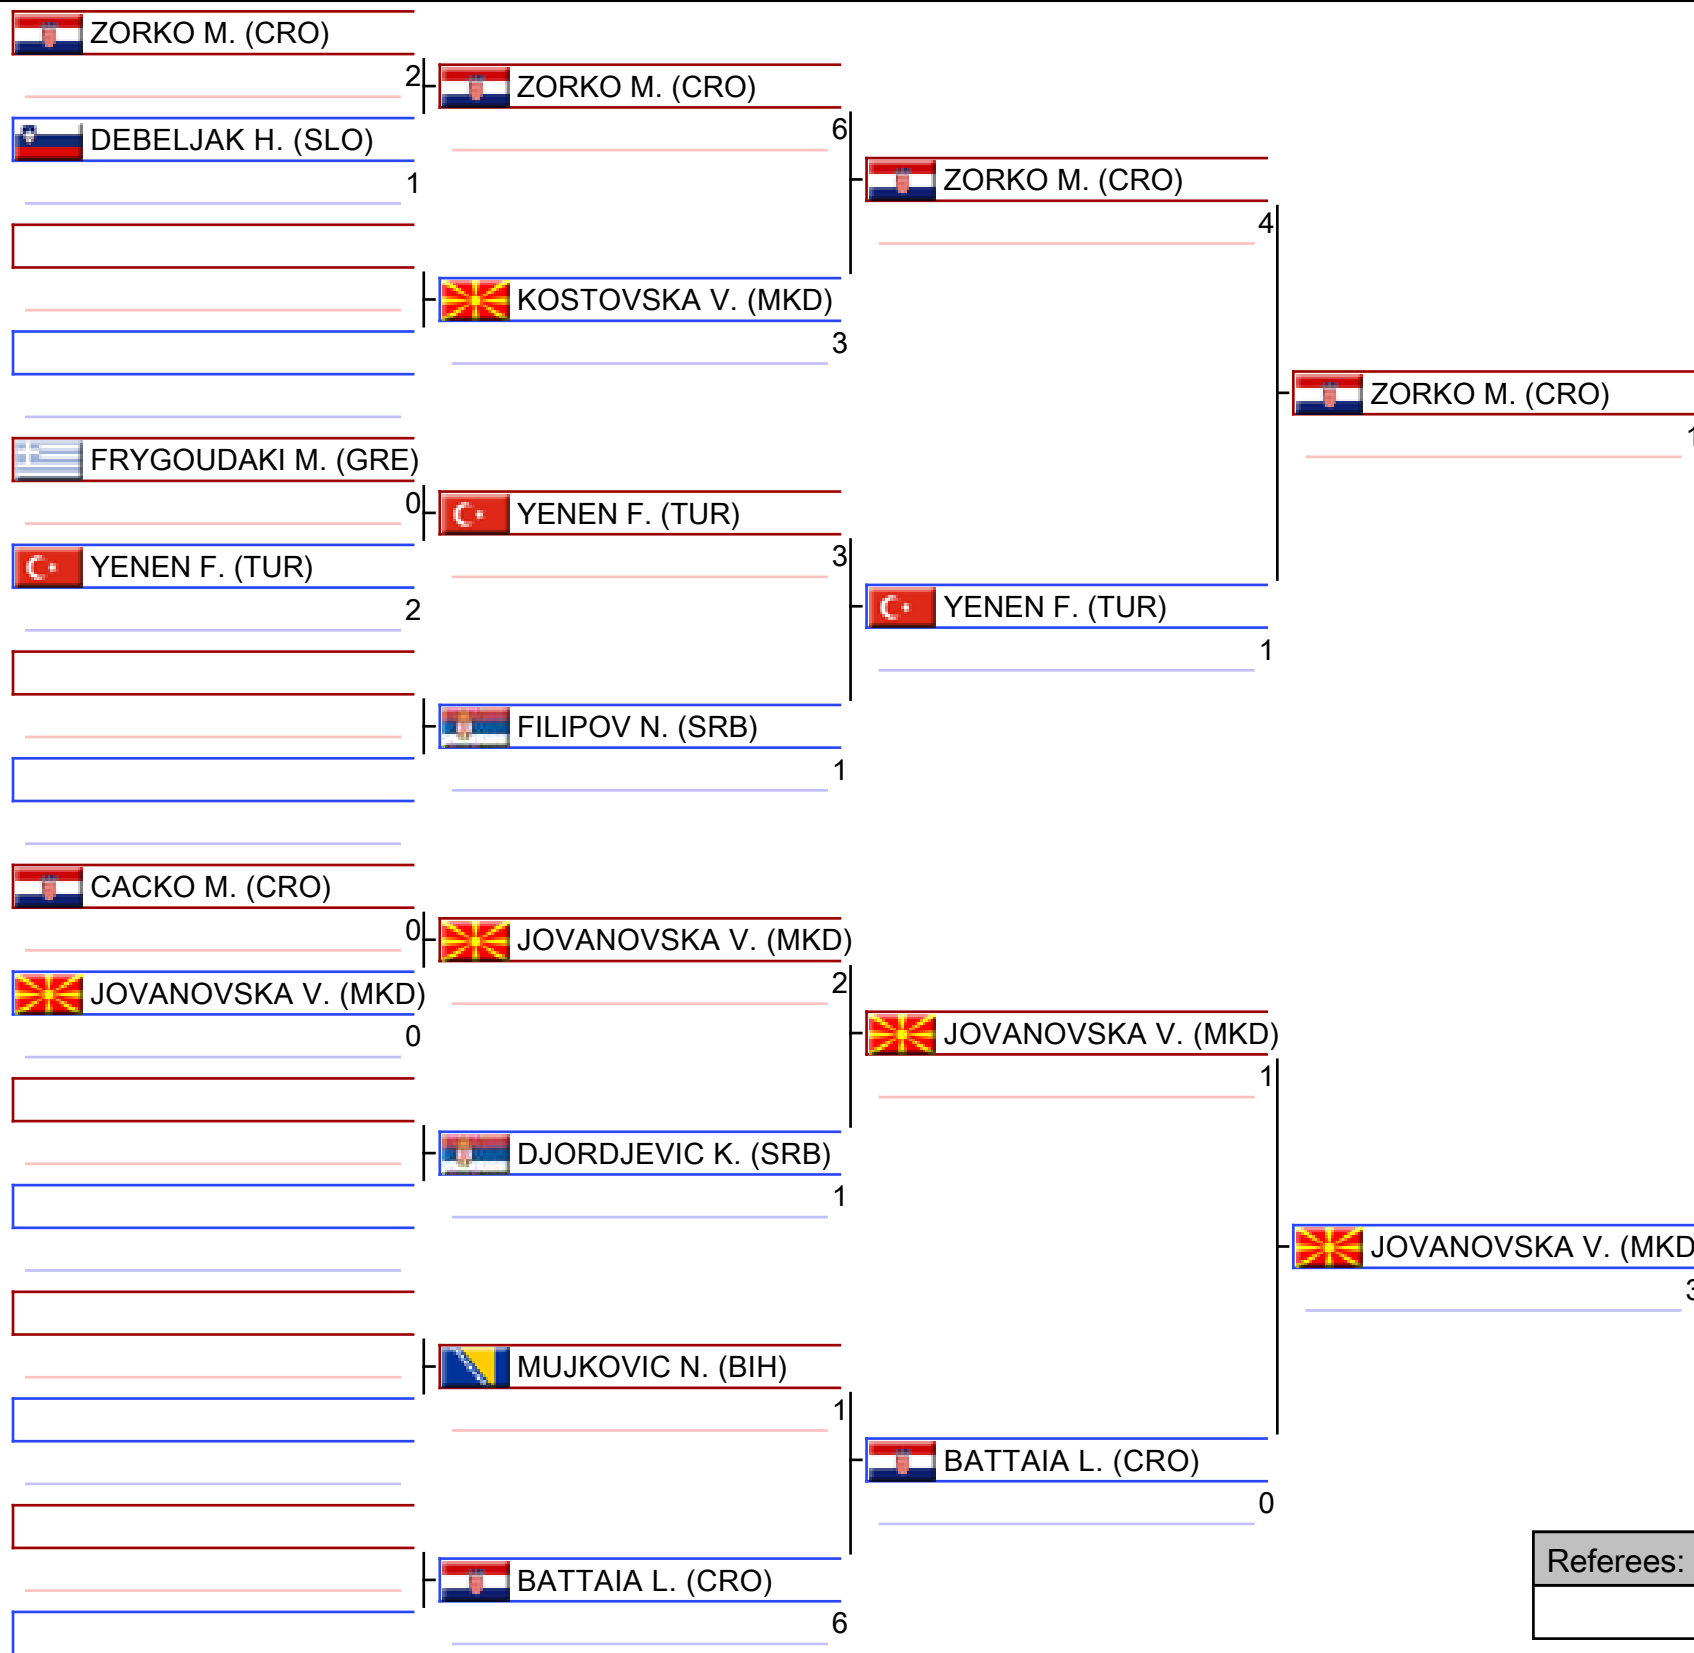 ZORKO M. (CRO)
2
DEBELJAK H. (SLO)
1
FRYGOUDAKI M. (GRE)
0
YENEN F. (TUR)
2
CACKO M. (CRO)
0
JOVANOVSKA V. (MKD)
0
ZORKO M. (CRO)
6
KOSTOVSKA V. (MKD)
3
YENEN F. (TUR)
3
FILIPOV N. (SRB)
1
JOVANOVSKA V. (MKD)
2
DJORDJEVIC K. (SRB)
1
MUJKOVIC N. (BIH)
1
BATTAIA L. (CRO)
6
ZORKO M. (CRO)
4
YENEN F. (TUR)
1
JOVANOVSKA V. (MKD)
1
BATTAIA L. (CRO)
0
ZORKO M. (CRO)
1
JOVANOVSKA V. (MKD
3
Referees: